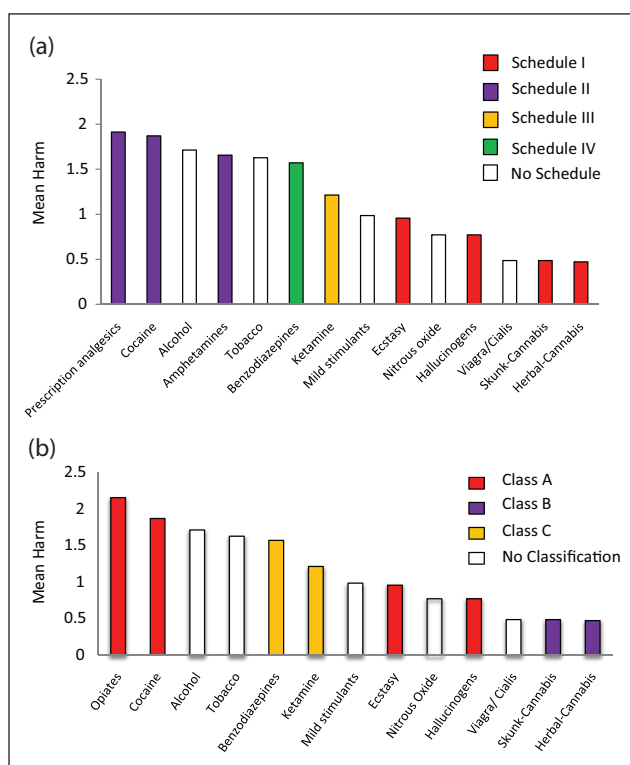 (a)
Schedule I
Schedule II
Schedule III
Schedule IV
No Schedule
Mean Harm
2.5
2
1.5
1
0.5
0
Prescription analgesics
Cocaine
Alcohol
Amphetamines
Tobacco
Benzodiazepines
Ketamine
Mild stimulants
Ecstasy
Nitrous oxide
Hallucinogens
Viagra/Cialis
Skunk-Cannabis
Herbal-Cannabis
(b)
Class A
Class B
Class C
No Classification
Mean Harm
2.5
2
1.5
1
0.5
0
Opiates
Cocaine
Alcohol
Tobacco
Benzodiazepines
Ketamine
Mild stimulants
Ecstasy
Nitrous Oxide
Hallucinogens
Viagra/ Cialis
Skunk-Cannabis
Herbal-Cannabis